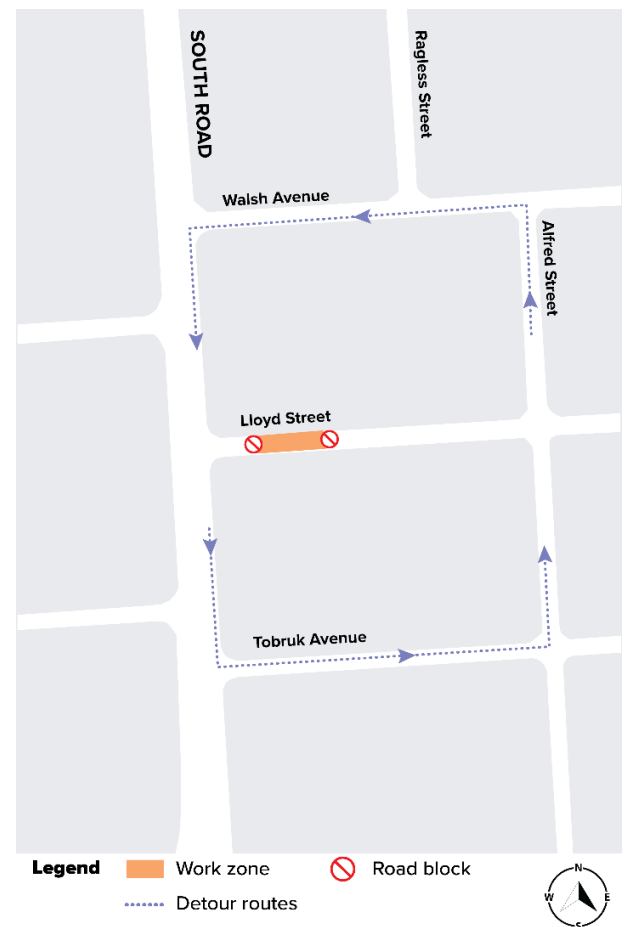 SOUTH ROAD
Ragless Street
Walsh Avenue
Alfred Street
Lloyd Street
Tobruk Avenue
Legend
Work zone
Road block
Detour routes
N
W
E
S